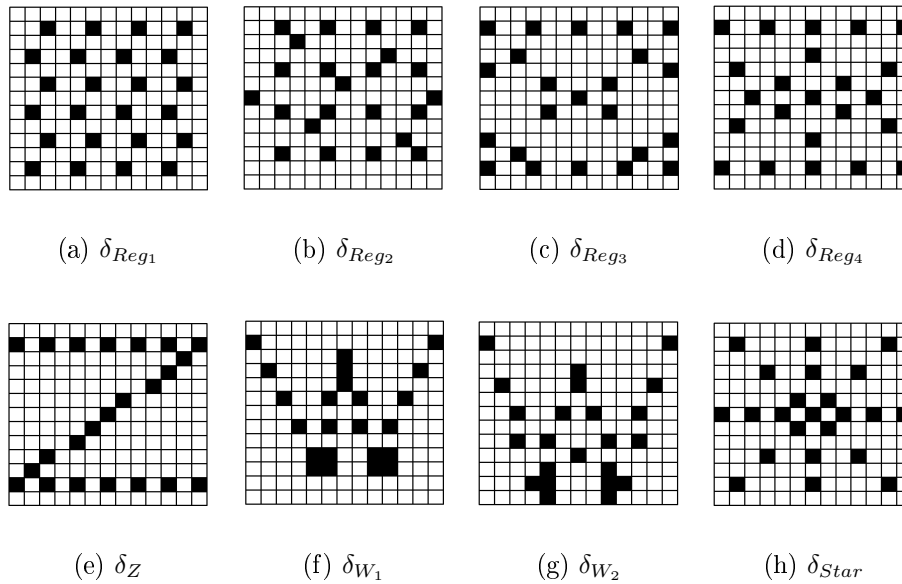 (a) δ_{Reg_1} (b) δ_{Reg_2} (c) δ_{Reg_3} (d) δ_{Reg_4}
(e) δ_Z (f) δ_{W_1} (g) δ_{W_2} (h) δ_{Star}